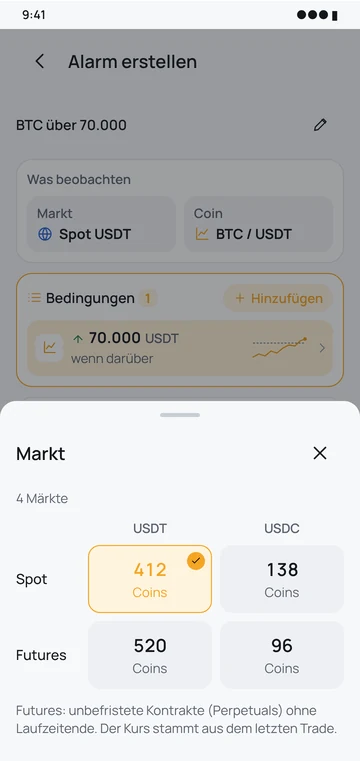 9:41
Alarm erstellen
BTC über 70.000
Was beobachten
Markt
Spot USDT
Coin
BTC / USDT
Bedingungen 1
+ Hinzufügen
↑ 70.000 USDT
wenn darüber
Markt
4 Märkte
USDT USDC
Spot
412
Coins
138
Coins
Futures
520
Coins
96
Coins
Futures: unbefristete Kontrakte (Perpetuals) ohne
Laufzeitende. Der Kurs stammt aus dem letzten Trade.